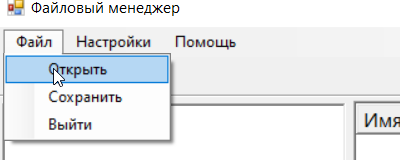 Файловый менеджер
Файл Настройки Помощь
Открыть
Сохранить
Выйти
Имя